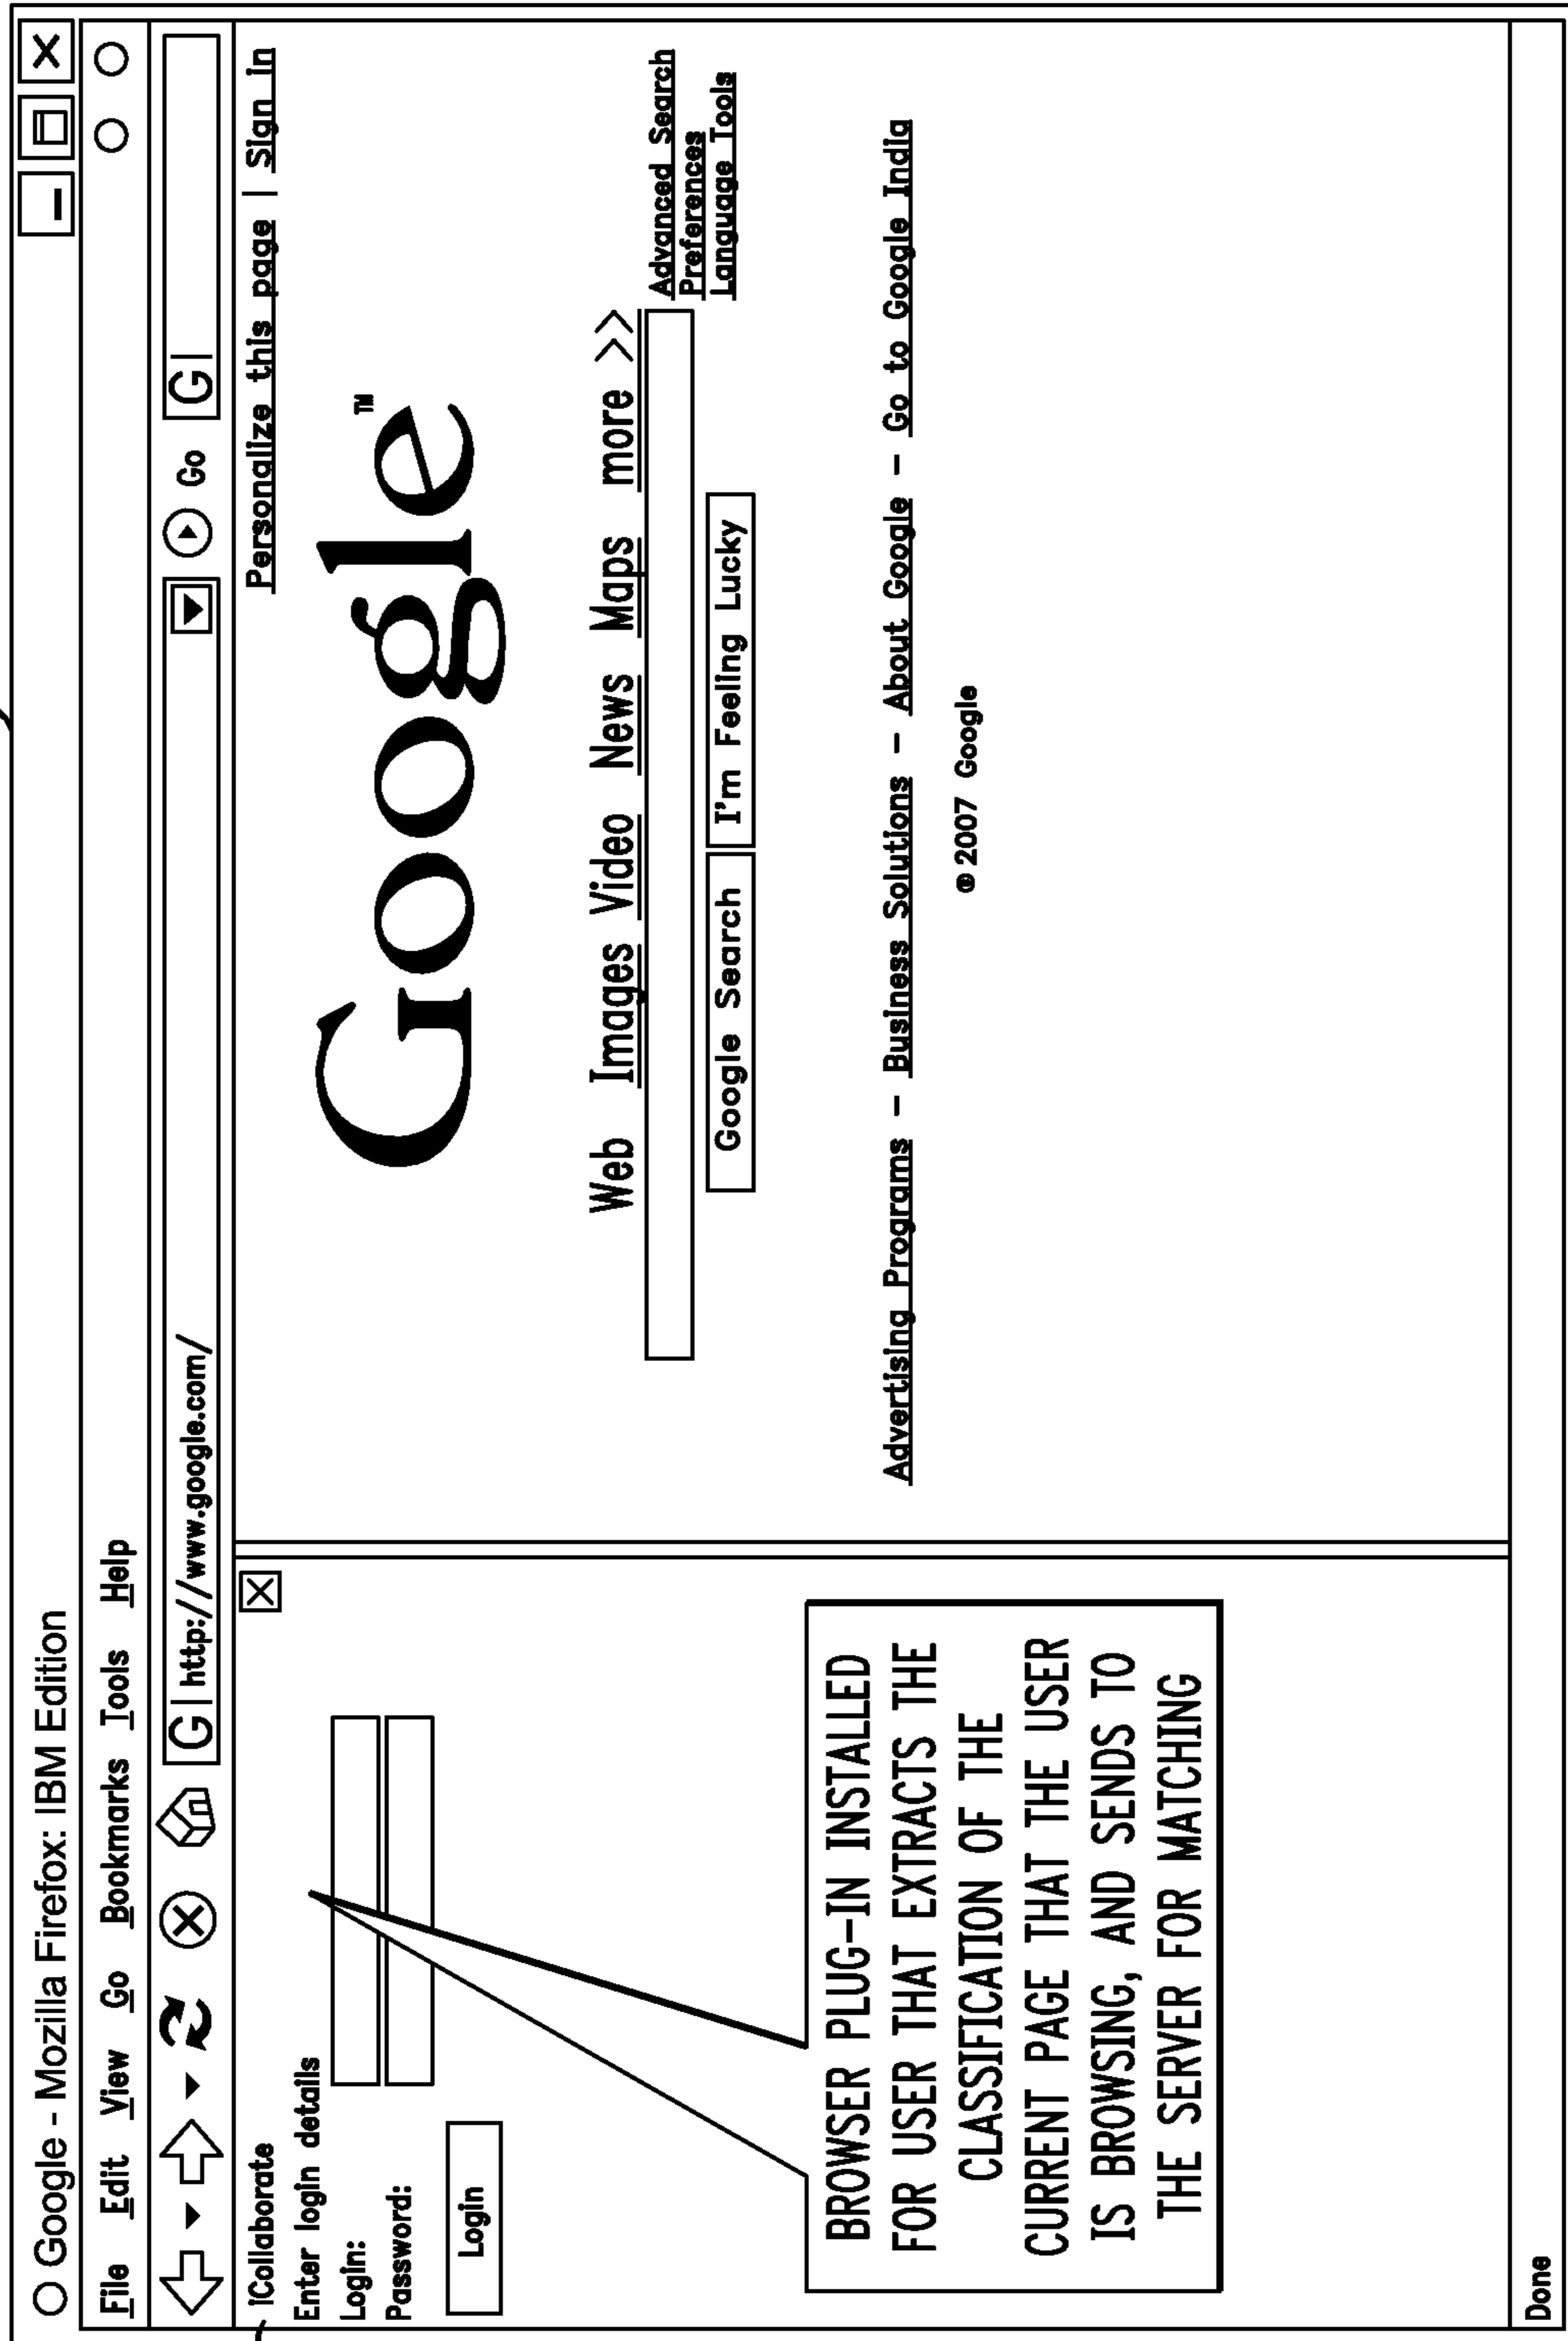 Google - Mozilla Firefox: IBM Edition
File Edit View Go Bookmarks Tools Help
G http://www.google.com/ Go G
ICollaborate
Enter login details
Login:
Password:
Login
BROWSER PLUG-IN INSTALLED
FOR USER THAT EXTRACTS THE
CLASSIFICATION OF THE
CURRENT PAGE THAT THE USER
IS BROWSING, AND SENDS TO
THE SERVER FOR MATCHING
Personalize this page | Sign in
Google™
Web Images Video News Maps more >>
Advanced Search
Preferences
Language Tools
Google Search I'm Feeling Lucky
Advertising Programs - Business Solutions - About Google - Go to Google India
© 2007 Google
Done